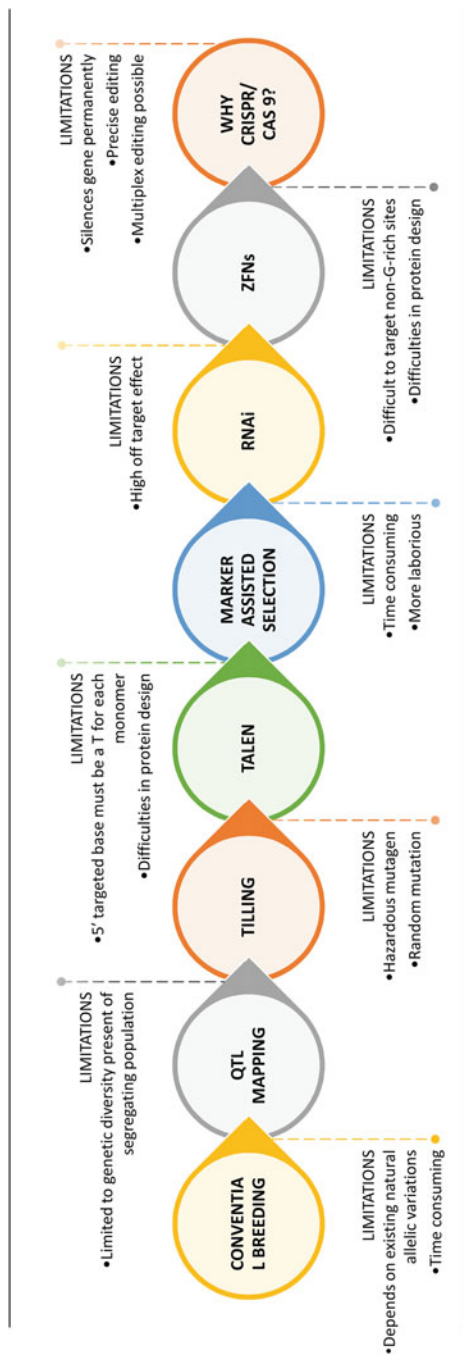 CONVENTIA
L BREEDING
LIMITATIONS
•Depends on existing natural
allelic variations
•Time consuming
QTL
MAPPING
LIMITATIONS
•Limited to genetic diversity present of
segregating population
TILLING
LIMITATIONS
•Hazardous mutagen
•Random mutation
TALEN
LIMITATIONS
•5' targeted base must be a T for each
monomer
•Difficulties in protein design
MARKER
ASSISTED
SELECTION
LIMITATIONS
•Time consuming
•More laborious
RNAi
LIMITATIONS
•High off target effect
ZFNs
LIMITATIONS
•Difficult to target non-G-rich sites
•Difficulties in protein design
WHY
CRISPR/
CAS 9?
LIMITATIONS
•Silences gene permanently
•Precise editing
•Multiplex editing possible